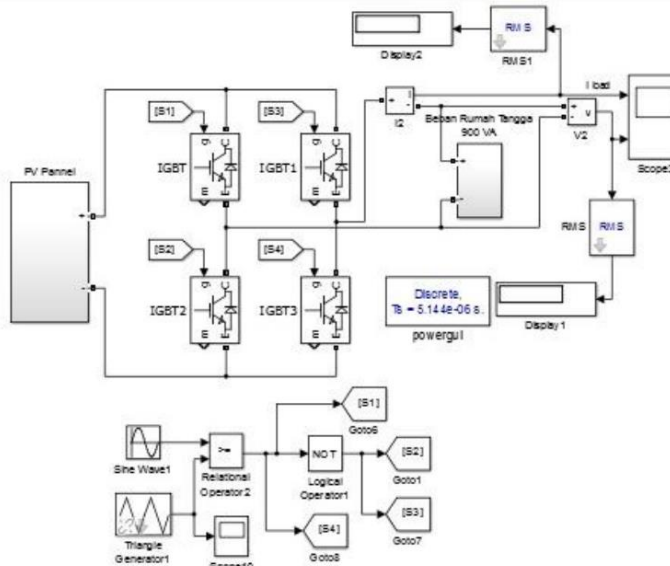 RMS
Display2
RMS1
[S1]
[S3]
I2
I load
Beban Rumah Tangga
900 VA
V2
PV Pannel
IGBT
IGBT1
g
C
m
E
g
C
m
E
i
v
RMS
RMS
[S2]
[S4]
IGBT2
IGBT3
g
C
m
E
g
C
m
E
Discrete,
Ts = 5.144e-06 s.
powergui
Display1
[S1]
Goto6
Sine Wave1
>=
Relational
Operator2
NOT
Logical
Operator1
[S2]
Goto1
[S4]
Goto8
[S3]
Goto7
Triangle
Generator1